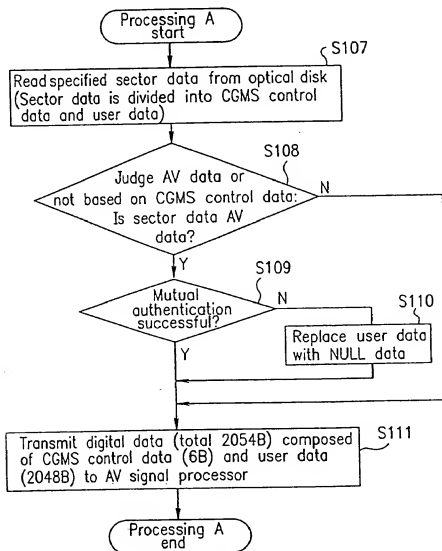 Processing A
start
S107
Read specified sector data from optical disk
(Sector data is divided into CGMS control
data and user data)
S108
Judge AV data or
not based on CGMS control data:
Is sector data AV
data?
N
Y
S109
Mutual
authentication
successful?
N
S110
Replace user data
with NULL data
Y
S111
Transmit digital data (total 2054B) composed
of CGMS control data (6B) and user data
(2048B) to AV signal processor
Processing A
end